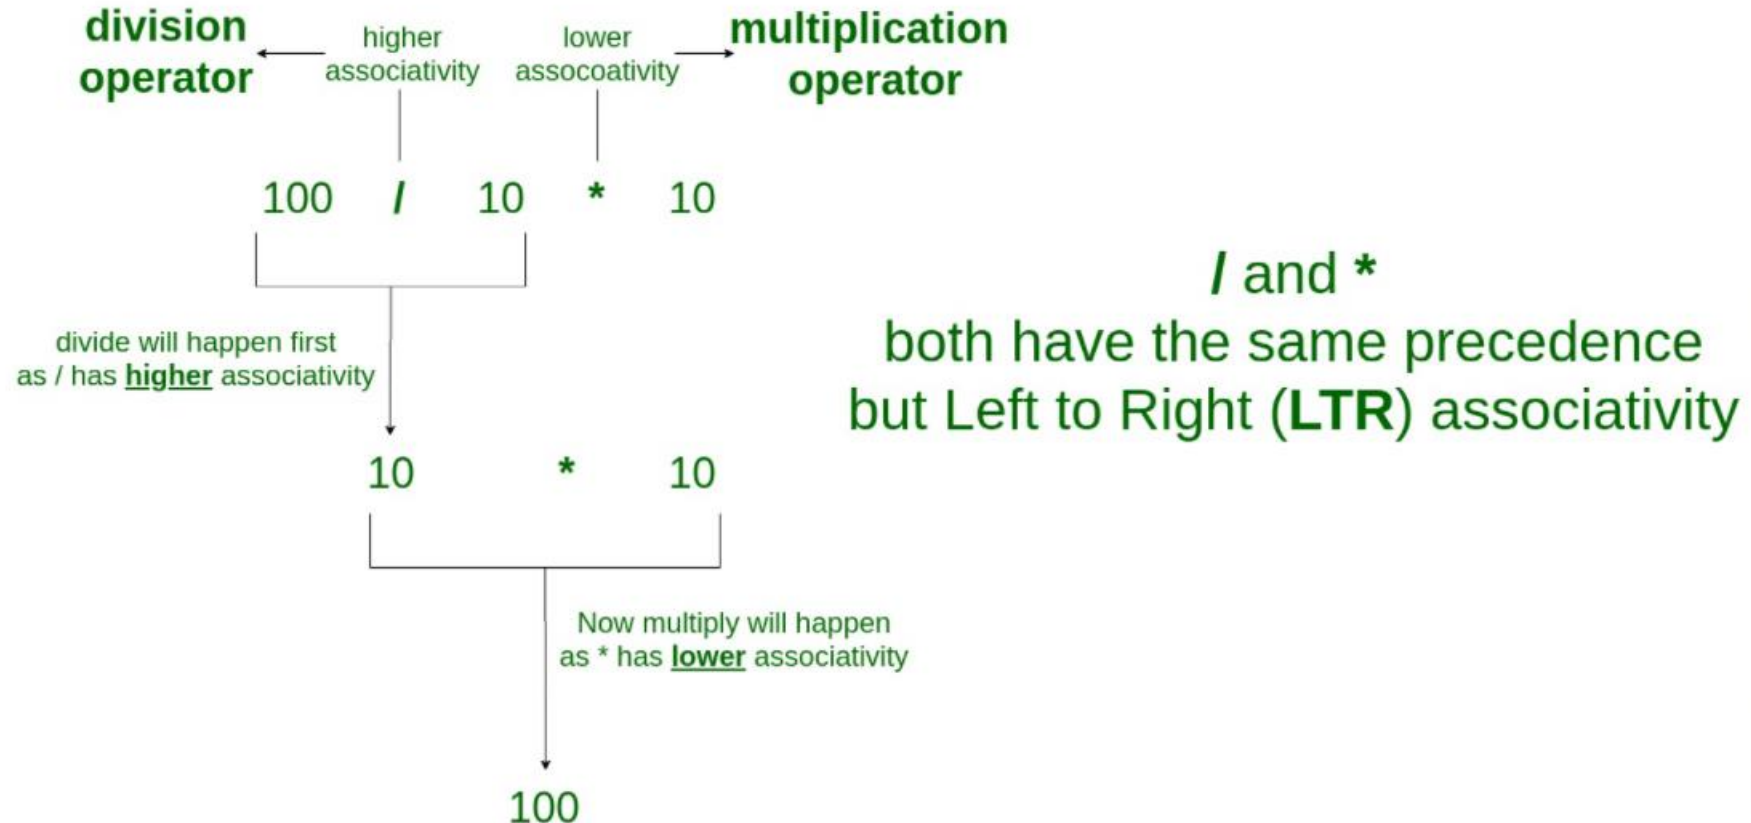 division
operator
higher
associativity
lower
assocoativity
multiplication
operator
100 / 10 * 10
divide will happen first
as / has higher associativity
10 * 10
Now multiply will happen
as * has lower associativity
100
/ and *
both have the same precedence
but Left to Right (LTR) associativity